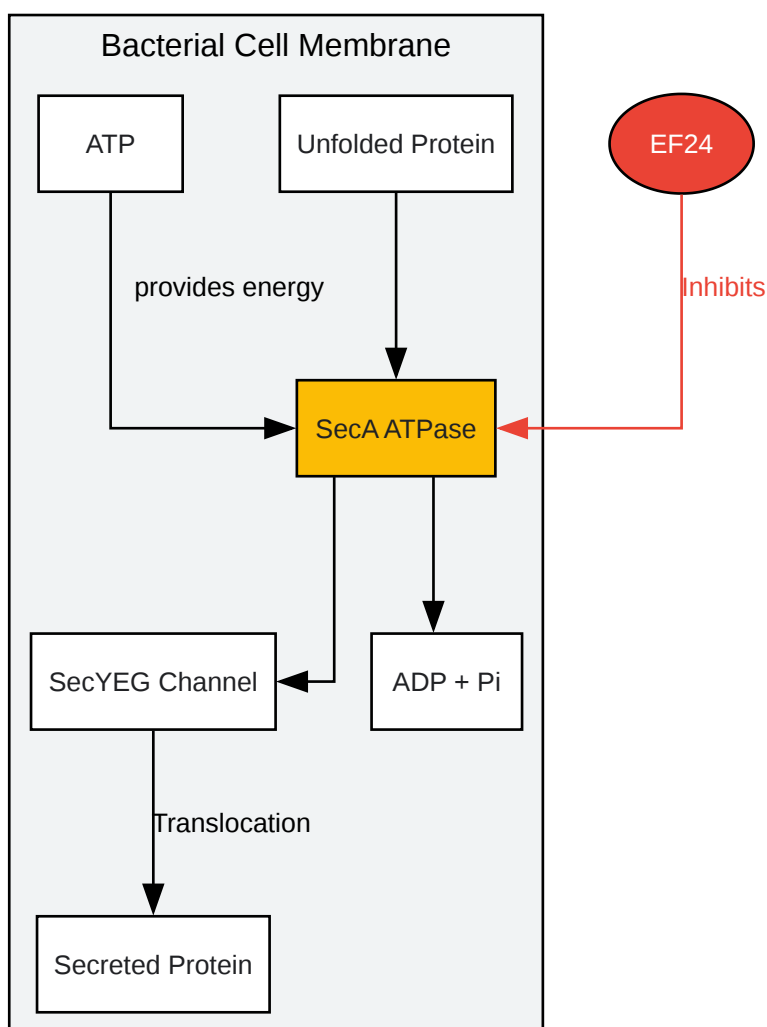 Bacterial Cell Membrane
ATP
Unfolded Protein
EF24
provides energy
Inhibits
SecA ATPase
SecYEG Channel
ADP + Pi
Translocation
Secreted Protein